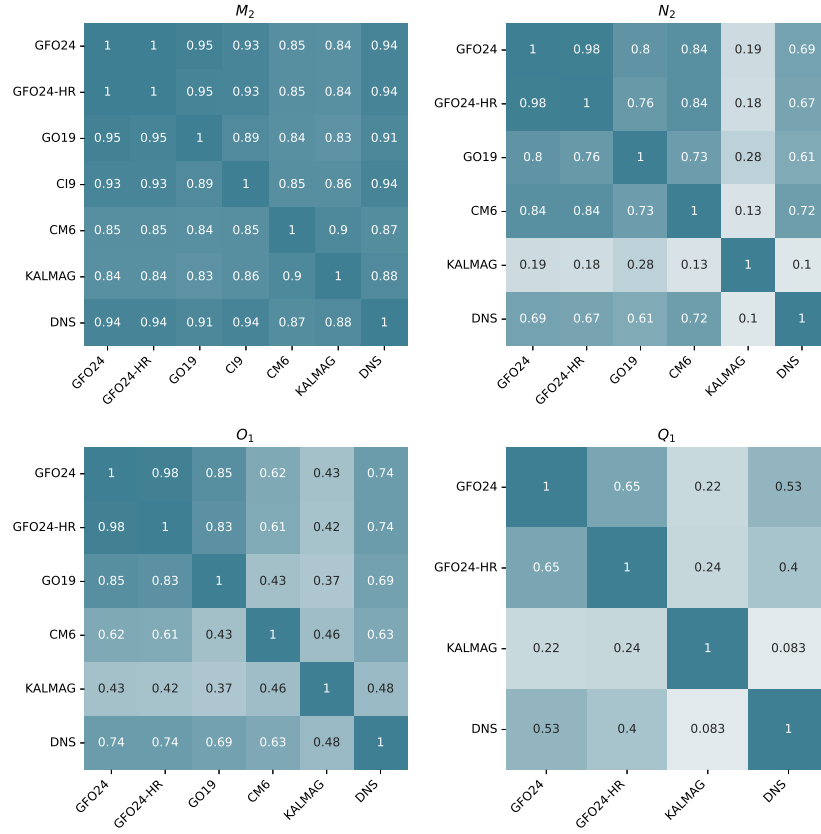 M2
GFO24 1 1 0.95 0.93 0.85 0.84 0.94
GFO24-HR 1 1 0.95 0.93 0.85 0.84 0.94
GO19 0.95 0.95 1 0.89 0.84 0.83 0.91
CI9 0.93 0.93 0.89 1 0.85 0.86 0.94
CM6 0.85 0.85 0.84 0.85 1 0.9 0.87
KALMAG 0.84 0.84 0.83 0.86 0.9 1 0.88
DNS 0.94 0.94 0.91 0.94 0.87 0.88 1
GFO24 GFO24-HR GO19 CI9 CM6 KALMAG DNS
N2
GFO24 1 0.98 0.8 0.84 0.19 0.69
GFO24-HR 0.98 1 0.76 0.84 0.18 0.67
GO19 0.8 0.76 1 0.73 0.28 0.61
CM6 0.84 0.84 0.73 1 0.13 0.72
KALMAG 0.19 0.18 0.28 0.13 1 0.1
DNS 0.69 0.67 0.61 0.72 0.1 1
GFO24 GFO24-HR GO19 CM6 KALMAG DNS
O1
GFO24 1 0.98 0.85 0.62 0.43 0.74
GFO24-HR 0.98 1 0.83 0.61 0.42 0.74
GO19 0.85 0.83 1 0.43 0.37 0.69
CM6 0.62 0.61 0.43 1 0.46 0.63
KALMAG 0.43 0.42 0.37 0.46 1 0.48
DNS 0.74 0.74 0.69 0.63 0.48 1
GFO24 GFO24-HR GO19 CM6 KALMAG DNS
Q1
GFO24 1 0.65 0.22 0.53
GFO24-HR 0.65 1 0.24 0.4
KALMAG 0.22 0.24 1 0.083
DNS 0.53 0.4 0.083 1
GFO24 GFO24-HR KALMAG DNS